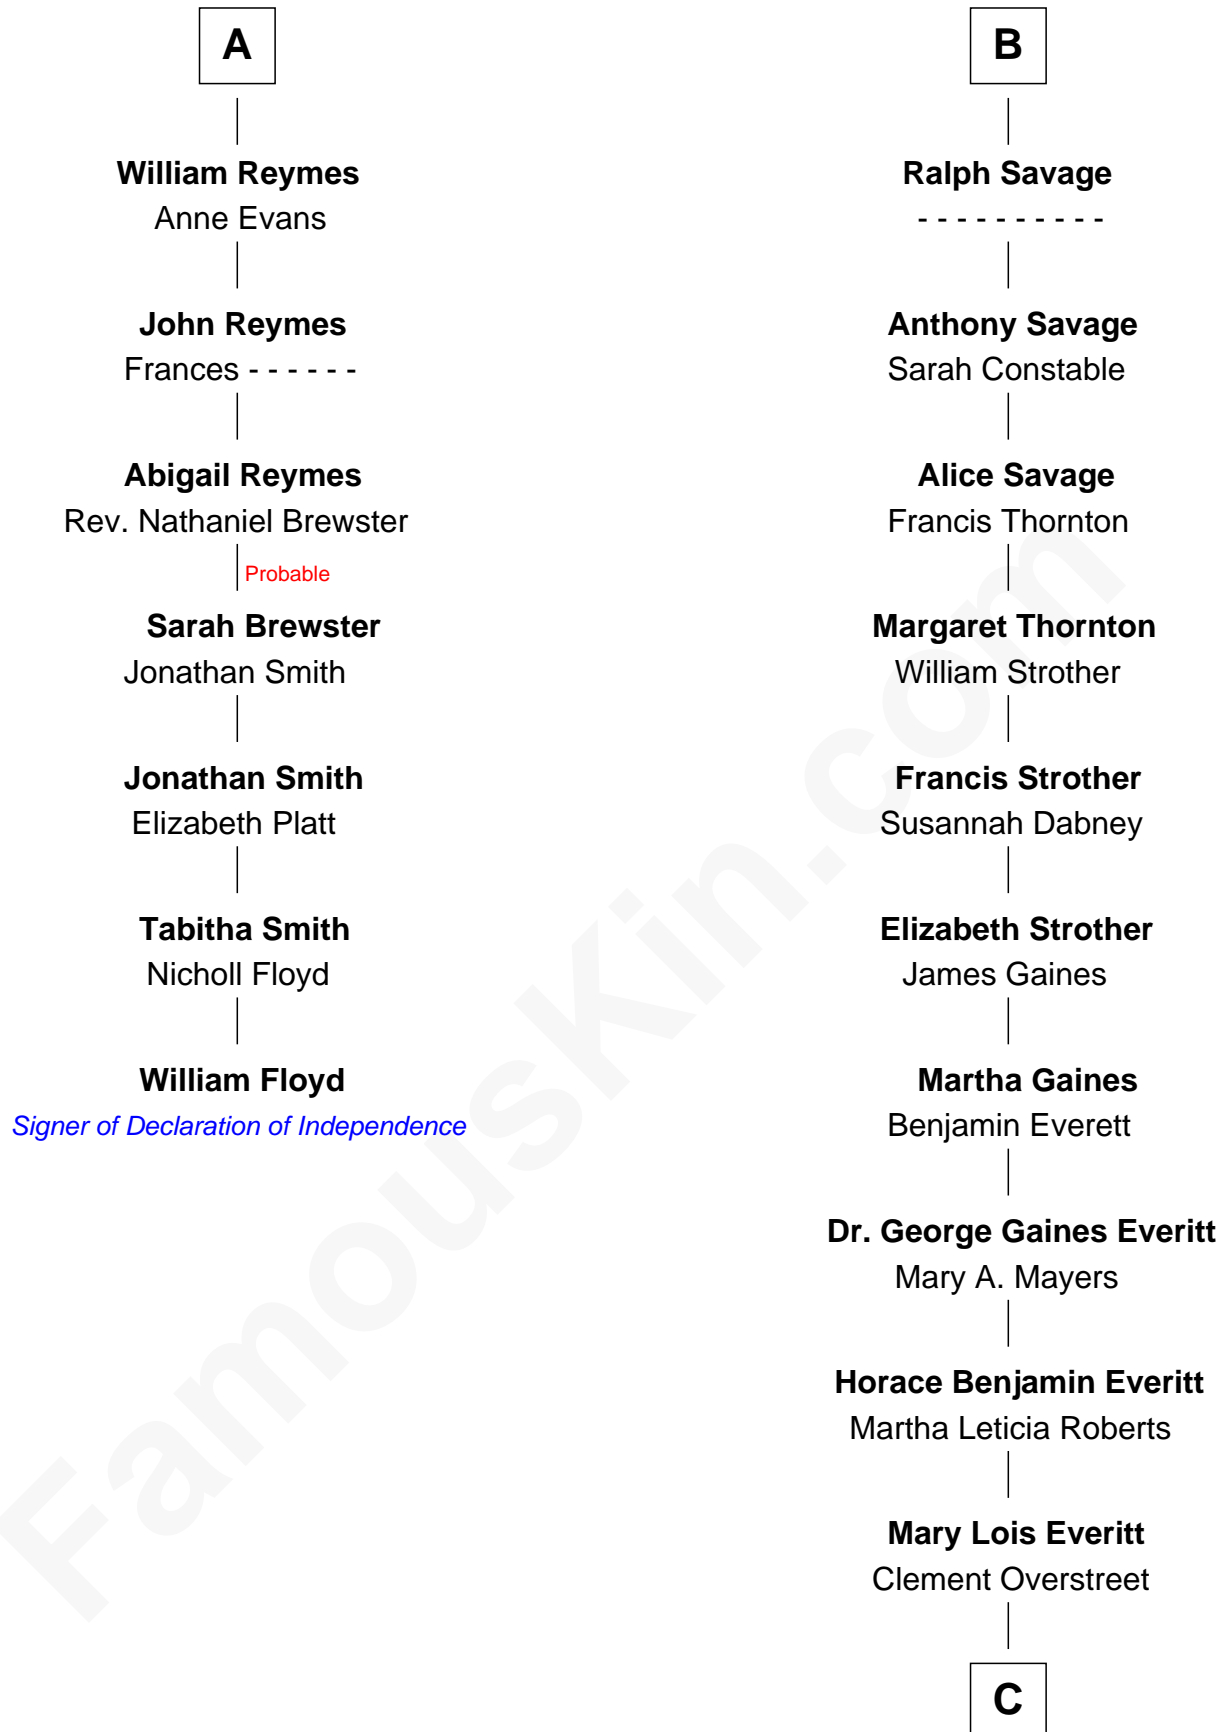 A
William Reymes
Anne Evans
John Reymes
Frances - - - - - -
Abigail Reymes
Rev. Nathaniel Brewster
Probable
Sarah Brewster
Jonathan Smith
Jonathan Smith
Elizabeth Platt
Tabitha Smith
Nicholl Floyd
William Floyd
Signer of Declaration of Independence
B
Ralph Savage
- - - - - - - - - -
Anthony Savage
Sarah Constable
Alice Savage
Francis Thornton
Margaret Thornton
William Strother
Francis Strother
Susannah Dabney
Elizabeth Strother
James Gaines
Martha Gaines
Benjamin Everett
Dr. George Gaines Everitt
Mary A. Mayers
Horace Benjamin Everitt
Martha Leticia Roberts
Mary Lois Everitt
Clement Overstreet
C
FamousKin.com